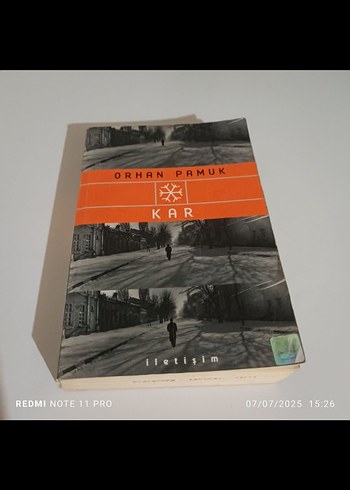 ORHAN PAMUK
KAR
iletişim
REDMI NOTE 11 PRO
07/07/2025 15:26